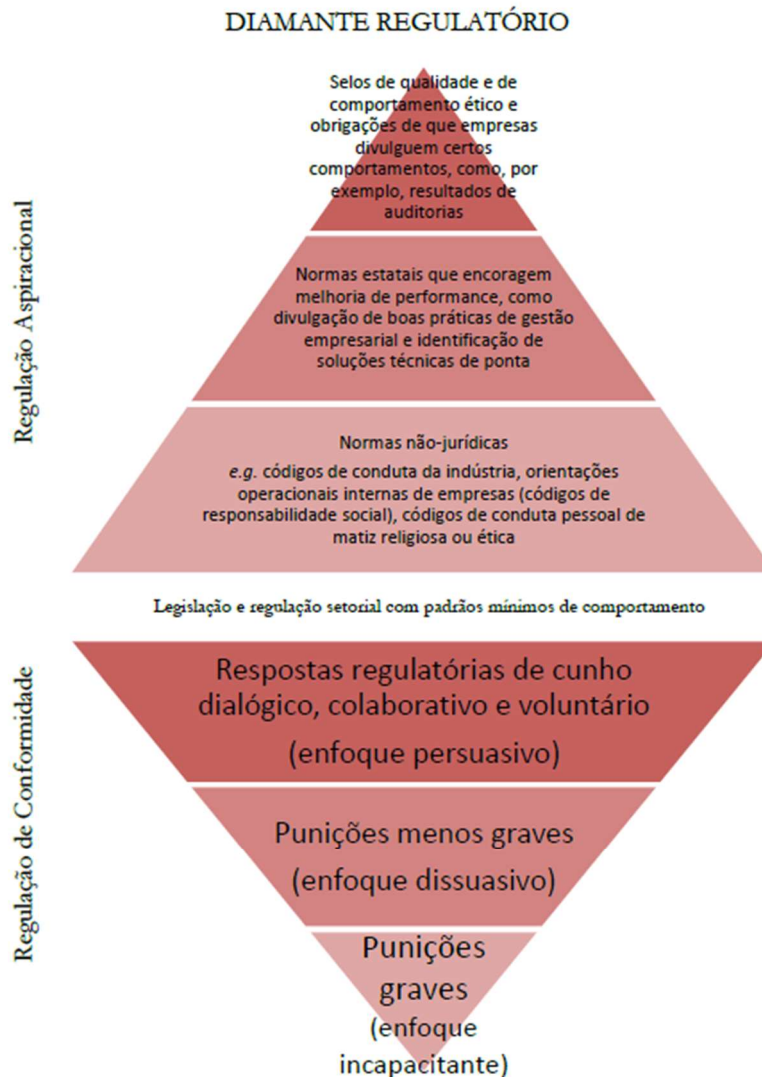 DIAMANTE REGULATÓRIO
Selos de qualidade e de
comportamento ético e
obrigações de que empresas
divulguem certos
comportamentos, como, por
exemplo, resultados de
auditorias
Regulação Aspiracional
Normas estatais que encoragem
melhoria de performance, como
divulgação de boas práticas de gestão
empresarial e identificação de
soluções técnicas de ponta
Normas não-jurídicas
e.g. códigos de conduta da indústria, orientações
operacionais internas de empresas (códigos de
responsabilidade social), códigos de conduta pessoal de
matiz religiosa ou ética
Legislação e regulação setorial com padrãos mínimos de comportamento
Regulação de Conformidade
Respostas regulatórias de cunho
dialógico, colaborativo e voluntário
(enfoque persuasivo)
Punições menos graves
(enfoque dissuasivo)
Punições
graves
(enfoque
incapacitante)